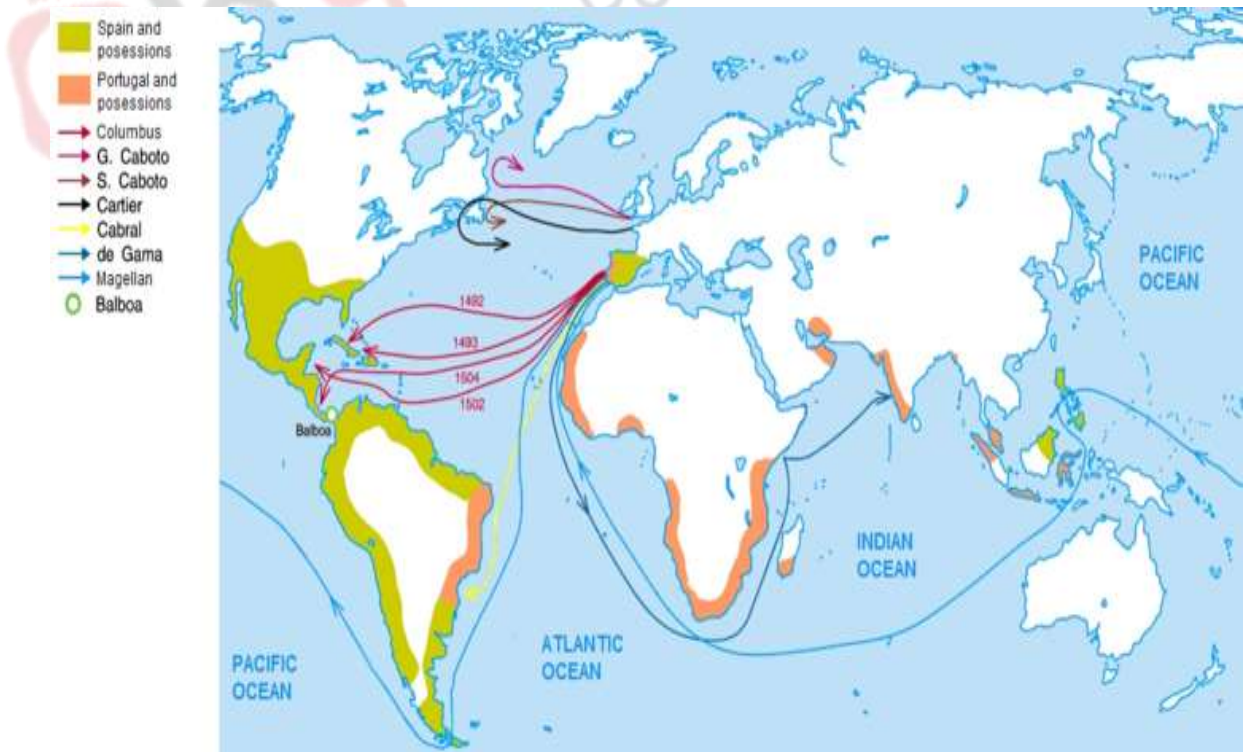 Spain and
posessions
Portugal and
posessions
Columbus
G. Caboto
S. Caboto
Cartier
Cabral
de Gama
Magellan
Balboa
1492
1493
1504
1502
Balboa
PACIFIC
OCEAN
ATLANTIC
OCEAN
INDIAN
OCEAN
PACIFIC
OCEAN